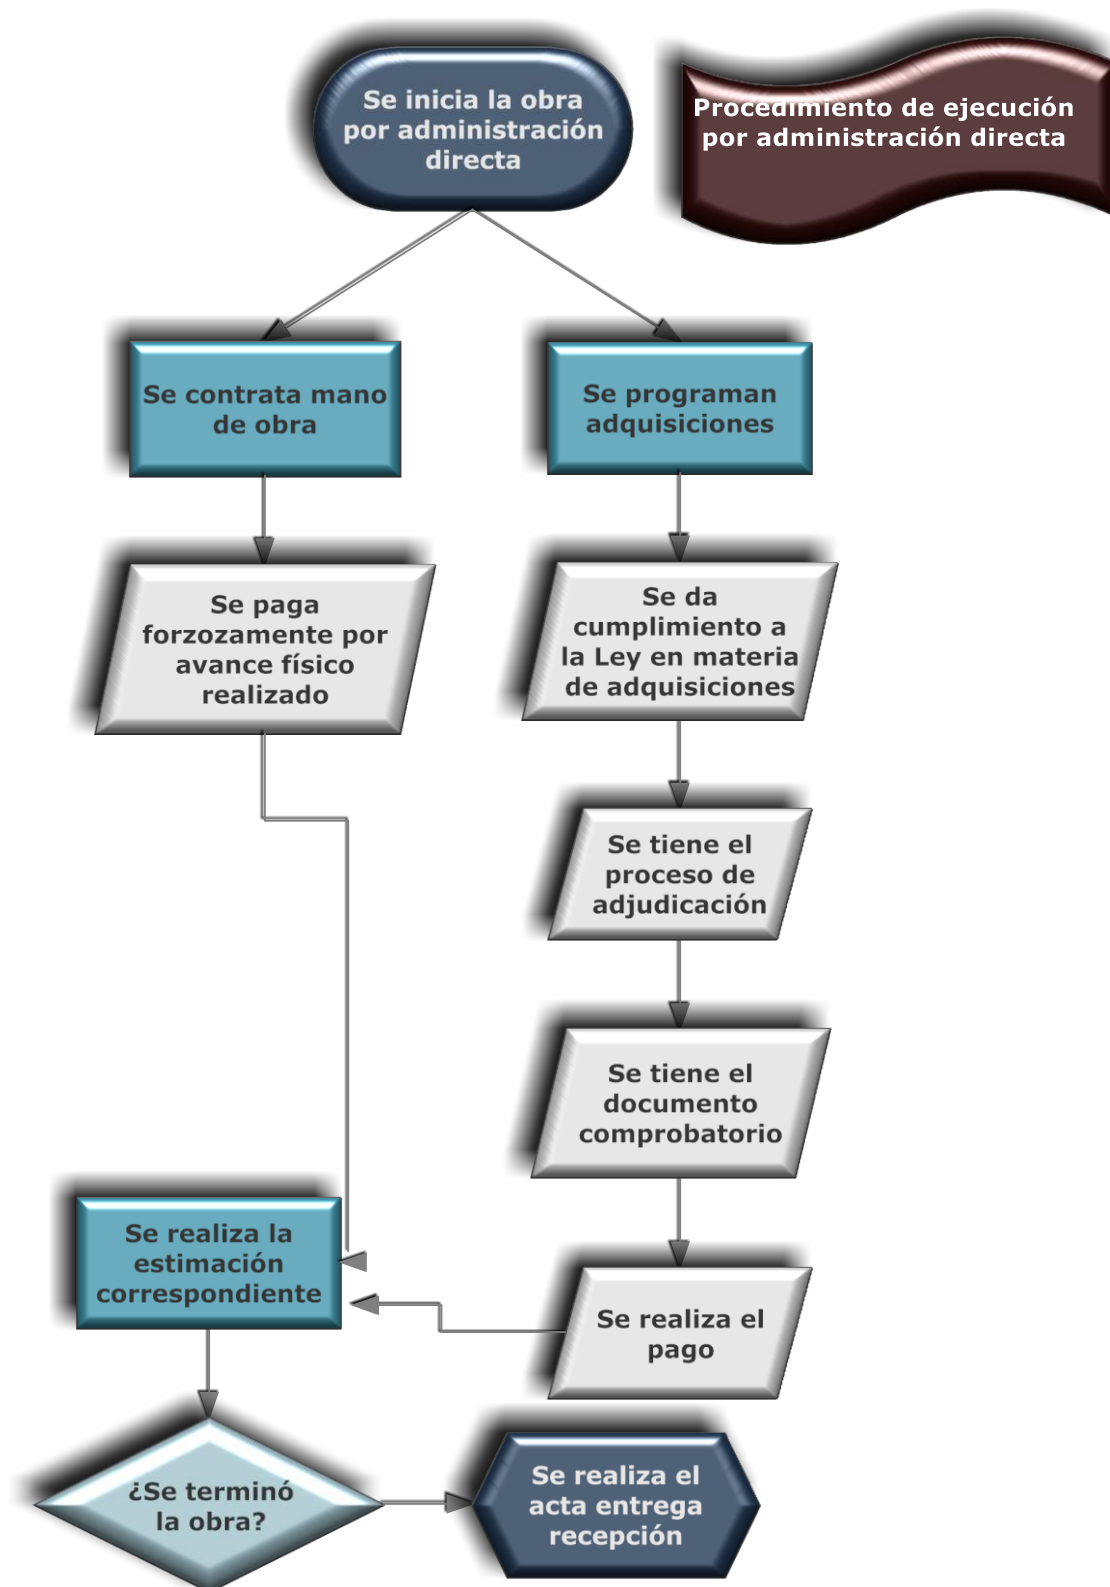 Se inicia la obra
por administración
directa
Procedimiento de ejecución
por administración directa
Se contrata mano
de obra
Se programan
adquisiciones
Se paga
forzozamente por
avance físico
realizado
Se da
cumplimiento a
la Ley en materia
de adquisiciones
Se tiene el
proceso de
adjudicación
Se tiene el
documento
comprobatorio
Se realiza la
estimación
correspondiente
Se realiza el
pago
¿Se terminó
la obra?
Se realiza el
acta entrega
recepción